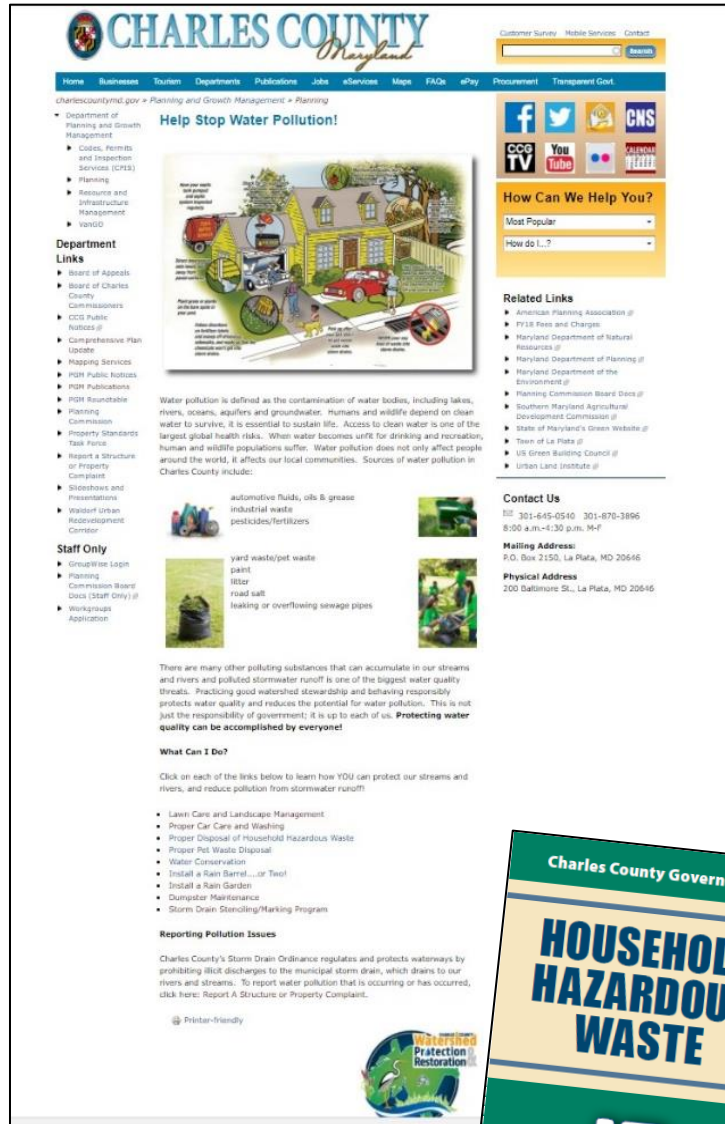 CHARLES COUNTY
Maryland
Customer Survey Mobile Services Contact
Search
Home Businesses Tourism Departments Publications Jobs eServices Maps FAQs ePay Procurement Transparent Govt.
charlescountymd.gov » Planning and Growth Management » Planning
Department of
Planning and Growth
Management
Codes, Permits
and Inspection
Services (CPIS)
Planning
Resource and
Infrastructure
Management
VanGO
Department
Links
Board of Appeals
Board of Charles
County
Commissioners
CCG Public
Notices
Comprehensive Plan
Update
Mapping Services
PGM Public Notices
PGM Publications
PGM Roundtable
Planning
Commission
Property Standards
Task Force
Report a Structure
or Property
Complaint
Slideshows and
Presentations
Waldorf Urban
Redevelopment
Corridor
Staff Only
GroupWise Login
Planning
Commission Board
Docs (Staff Only)
Workgroups
Application
Help Stop Water Pollution!
Have your septic
tank pumped
and septic
system inspected
regularly.
Water pollution is defined as the contamination of water bodies, including lakes,
rivers, oceans, aquifers and groundwater. Humans and wildlife depend on clean
water to survive, it is essential to sustain life. Access to clean water is one of the
largest global health risks. When water becomes unfit for drinking and recreation,
human and wildlife populations suffer. Water pollution does not only affect people
around the world, it affects our local communities. Sources of water pollution in
Charles County include:
automotive fluids, oils & grease
industrial waste
pesticides/fertilizers
yard waste/pet waste
paint
litter
road salt
leaking or overflowing sewage pipes
There are many other polluting substances that can accumulate in our streams
and rivers and polluted stormwater runoff is one of the biggest water quality
threats. Practicing good watershed stewardship and behaving responsibly
protects water quality and reduces the potential for water pollution. This is not
just the responsibility of government; it is up to each of us. Protecting water
quality can be accomplished by everyone!
What Can I Do?
Click on each of the links below to learn how YOU can protect our streams and
rivers, and reduce pollution from stormwater runoff!
Lawn Care and Landscape Management
Proper Car Care and Washing
Proper Disposal of Household Hazardous Waste
Proper Pet Waste Disposal
Water Conservation
Install a Rain Barrel....or Two!
Install a Rain Garden
Dumpster Maintenance
Storm Drain Stenciling/Marking Program
Reporting Pollution Issues
Charles County's Storm Drain Ordinance regulates and protects waterways by
prohibiting illicit discharges to the municipal storm drain, which drains to our
rivers and streams. To report water pollution that is occurring or has occurred,
click here: Report A Structure or Property Complaint.
Printer-friendly
CNS
CCG
TV
You
Tube
CALENDAR
How Can We Help You?
Most Popular
How do I...?
Related Links
American Planning Association
FY18 Fees and Charges
Maryland Department of Natural
Resources
Maryland Department of Planning
Maryland Department of the
Environment
Planning Commission Board Docs
Southern Maryland Agricultural
Development Commission
State of Maryland's Green Website
Town of La Plata
US Green Building Council
Urban Land Institute
Contact Us
301-645-0540 301-870-3896
8:00 a.m.-4:30 p.m. M-F
Mailing Address:
P.O. Box 2150, La Plata, MD 20646
Physical Address
200 Baltimore St., La Plata, MD 20646
Watershed
Protection &
Restoration
Charles County Govern
HOUSEHOL
HAZARDOU
WASTE